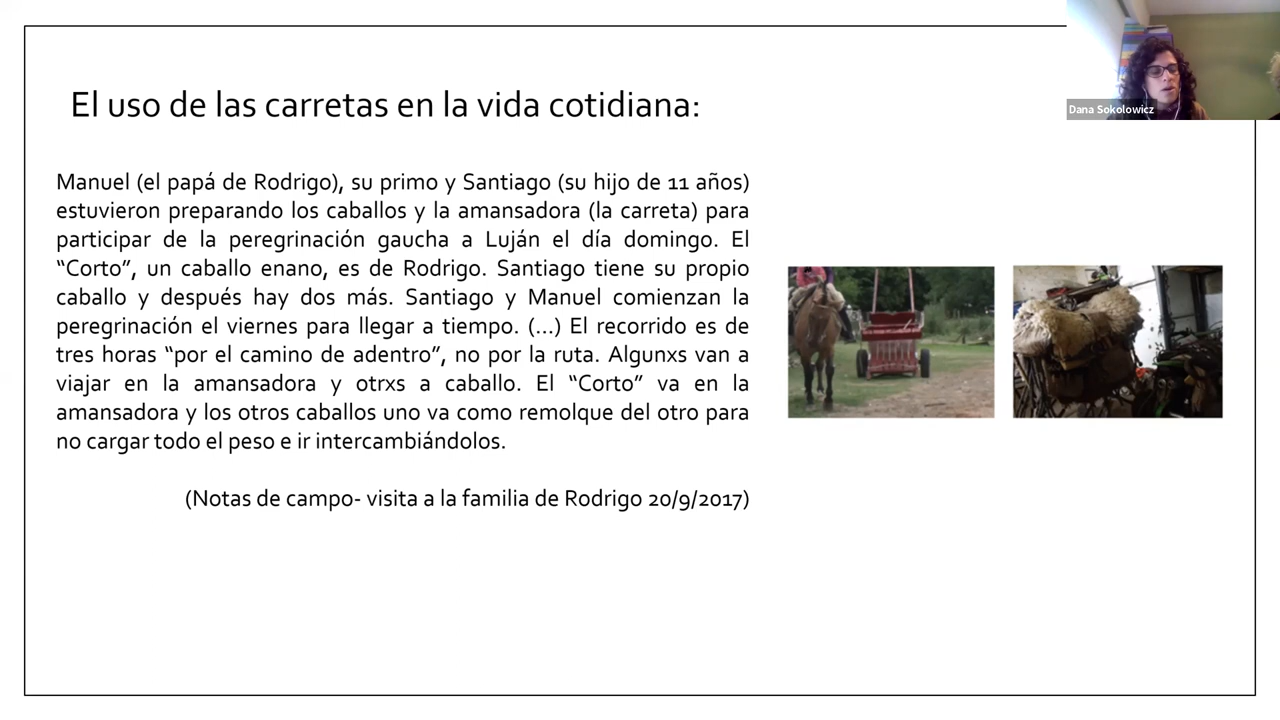 Dana Sokolowicz
El uso de las carretas en la vida cotidiana:
Manuel (el papá de Rodrigo), su primo y Santiago (su hijo de 11 años)
estuvieron preparando los caballos y la amansadora (la carreta) para
participar de la peregrinación gaucha a Luján el día domingo. El
“Corto”, un caballo enano, es de Rodrigo. Santiago tiene su propio
caballo y después hay dos más. Santiago y Manuel comienzan la
peregrinación el viernes para llegar a tiempo. (…) El recorrido es de
tres horas “por el camino de adentro”, no por la ruta. Algunxs van a
viajar en la amansadora y otrxs a caballo. El “Corto” va en la
amansadora y los otros caballos uno va como remolque del otro para
no cargar todo el peso e ir intercambiándolos.
(Notas de campo- visita a la familia de Rodrigo 20/9/2017)